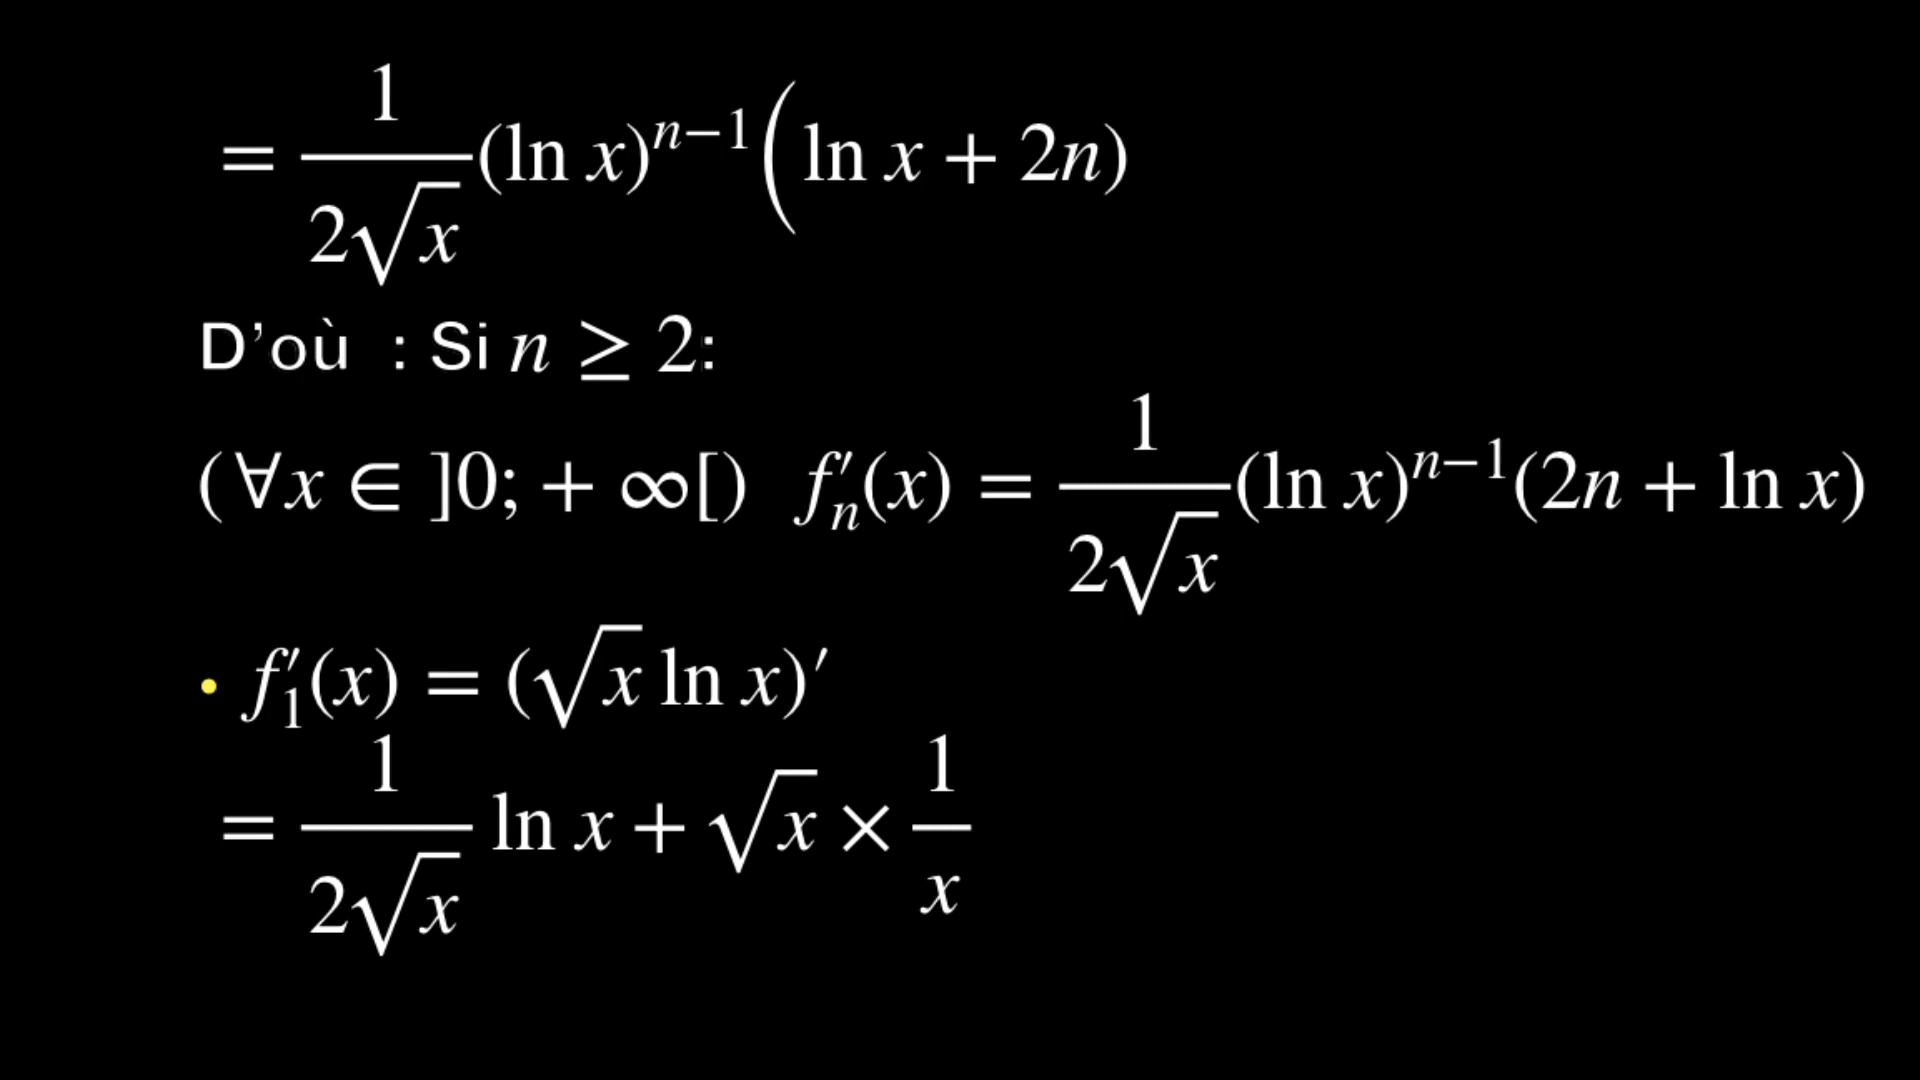 = 1/(2√x) (ln x)^{n−1} (ln x + 2n)
D’où : Si n ≥ 2:
(∀x ∈ ]0; + ∞[) f′_n(x) = 1/(2√x) (ln x)^{n−1}(2n + ln x)
• f′_1(x) = (√x ln x)′
= 1/(2√x) ln x + √x × 1/x